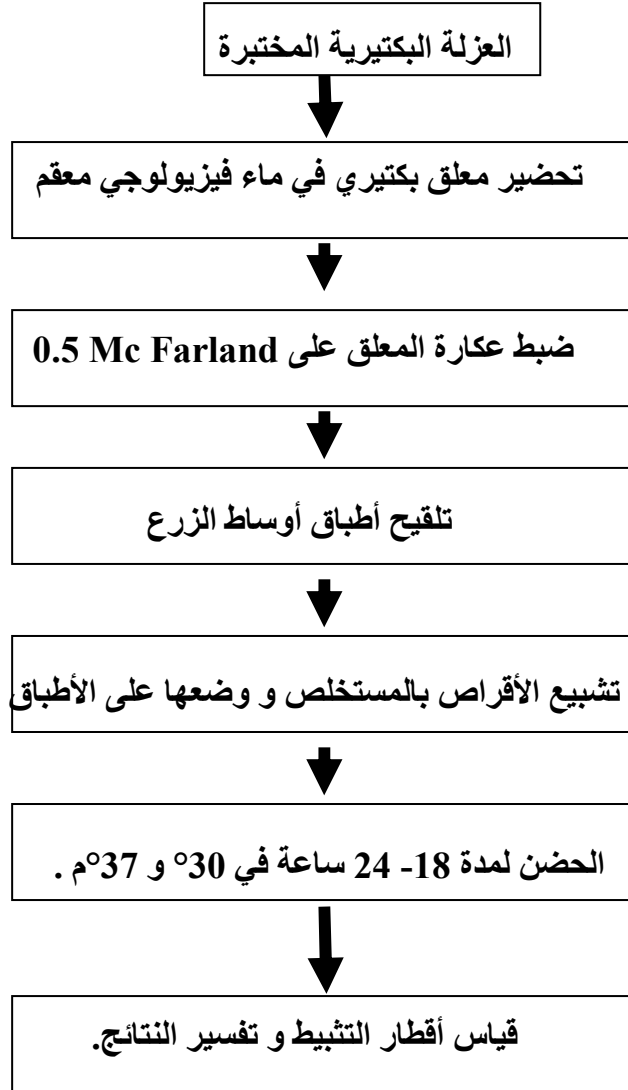 العزلة البكتيرية المختبرة
تحضير معلق بكتيري في ماء فيزيولوجي معقم
ضبط عكارة المعلق على 0.5 Mc Farland
تلقيح أطباق أوساط الزرع
تشبيع الأقراص بالمستخلص و وضعها على الأطباق
الحضن لمدة 18- 24 ساعة في 30° و 37°م .
قياس أقطار التثبيط و تفسير النتائج.